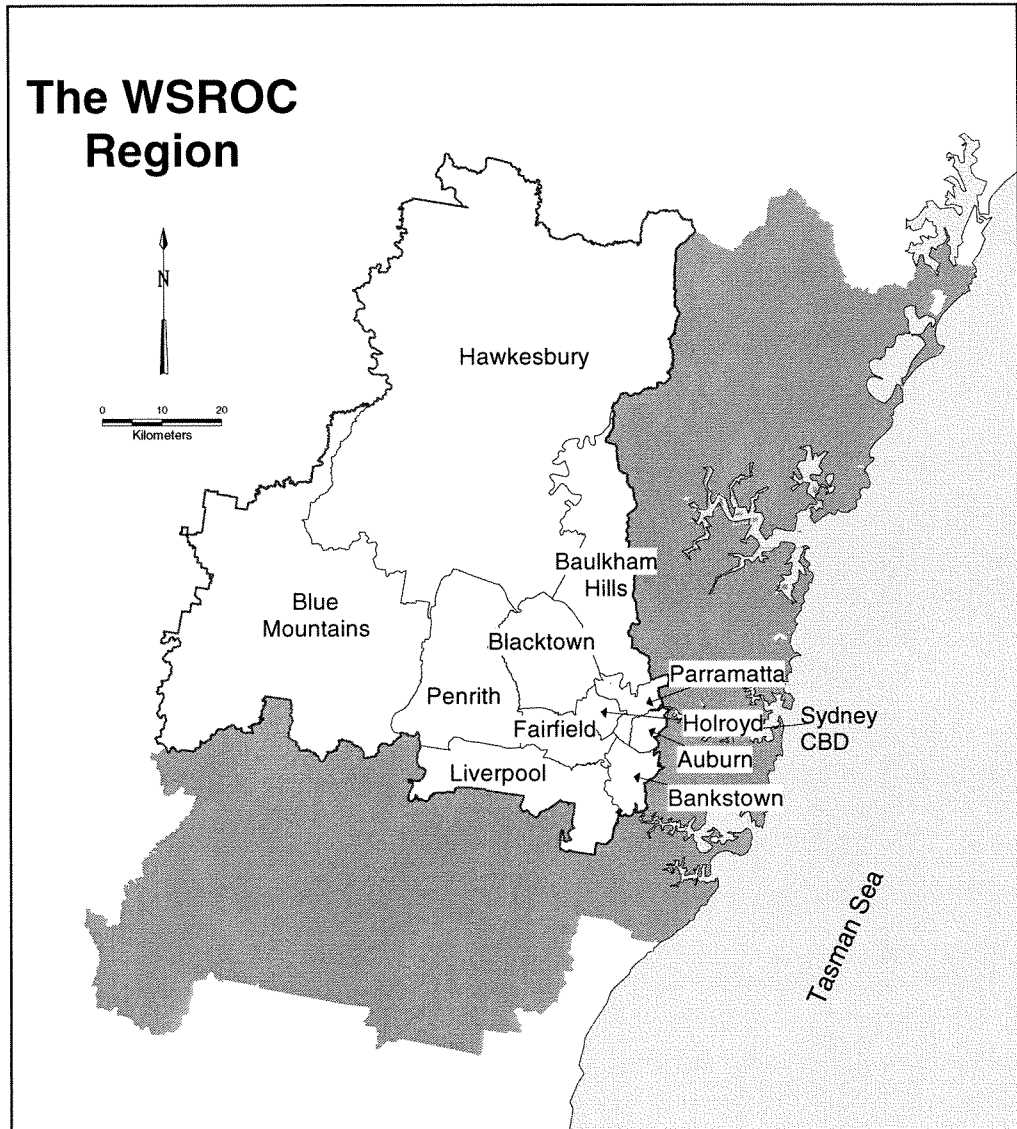 The WSROC
Region
N
0 10 20
Kilometers
Hawkesbury
Baulkham
Hills
Blue
Mountains
Blacktown
Parramatta
Penrith
Holroyd
Sydney
CBD
Fairfield
Auburn
Liverpool
Bankstown
Tasman Sea